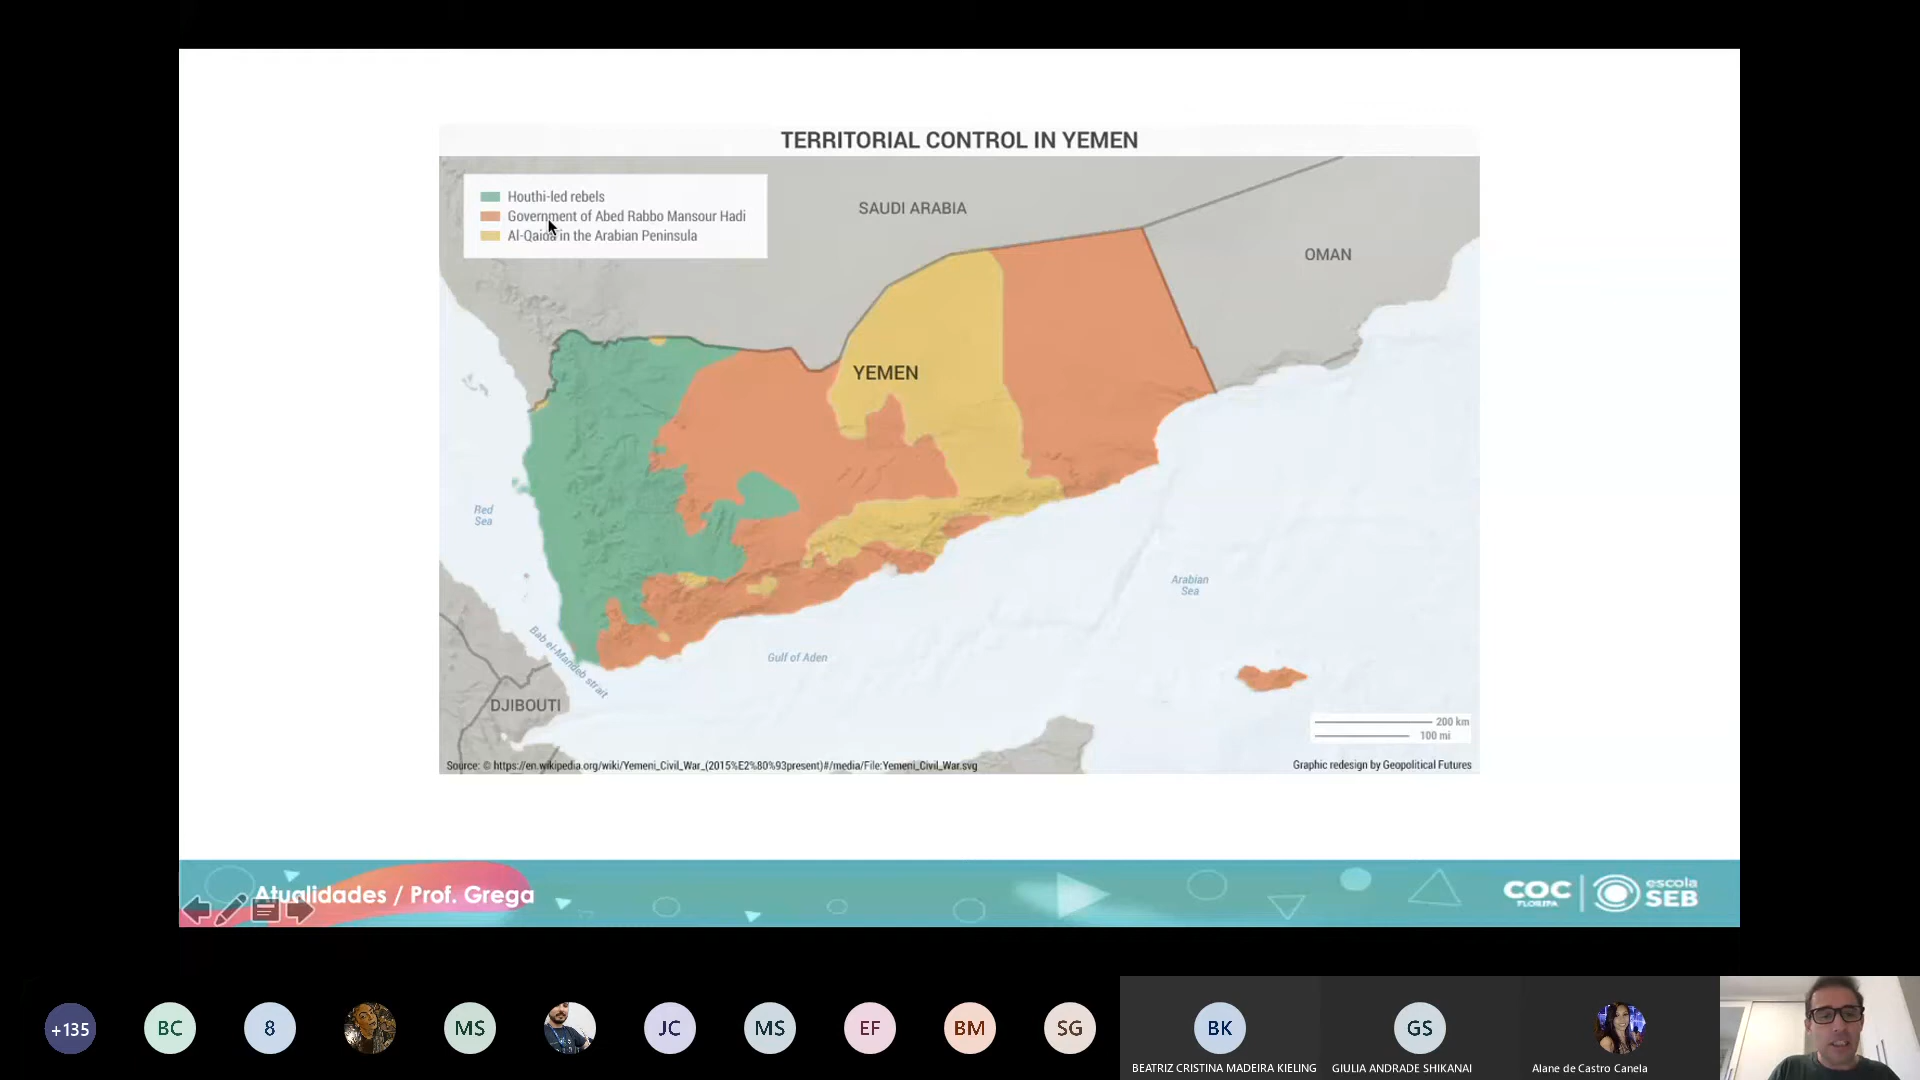 TERRITORIAL CONTROL IN YEMEN
Houthi-led rebels
Government of Abed Rabbo Mansour Hadi
Al-Qaida in the Arabian Peninsula
SAUDI ARABIA
OMAN
YEMEN
Red
Sea
Arabian
Sea
Bab el-Mandeb strait
Gulf of Aden
DJIBOUTI
200 km
100 mi
Source: © https://en.wikipedia.org/wiki/Yemeni_Civil_War_(2015%E2%80%93present)#/media/File:Yemeni_Civil_War.svg
Graphic redesign by Geopolitical Futures
Atualidades / Prof. Grega
COC
FLORIPA
escola
SEB
+135
BC
8
MS
JC
MS
EF
BM
SG
BK
GS
BEATRIZ CRISTINA MADEIRA KIELING
GIULIA ANDRADE SHIKANAI
Alane de Castro Canela